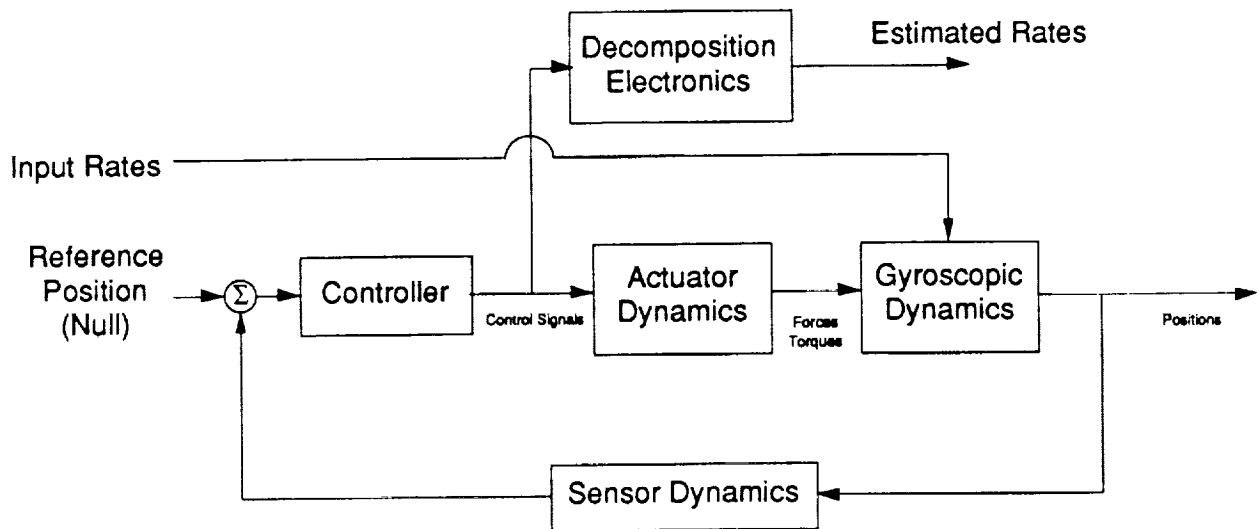 Decomposition
Electronics
Estimated Rates
Input Rates
Reference
Position
(Null)
Σ
Controller
Control Signals
Actuator
Dynamics
Forces
Torques
Gyroscopic
Dynamics
Positions
Sensor Dynamics